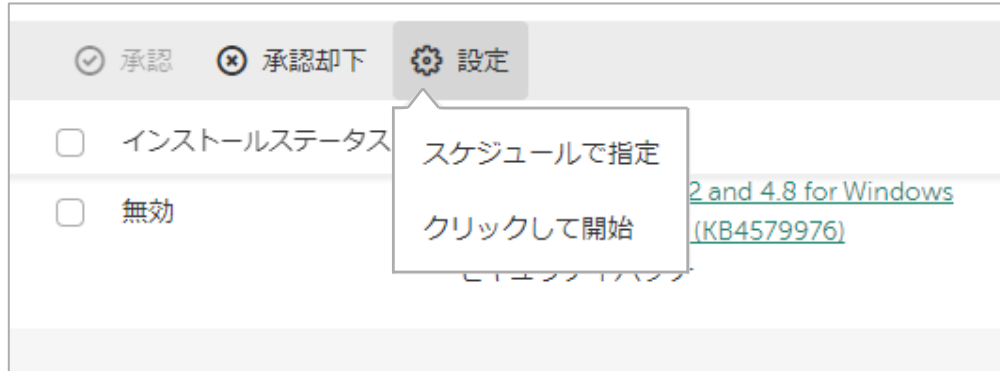 承認 承認却下 設定
インストールステータス
スケジュールで指定
無効
2 and 4.8 for Windows
クリックして開始
(KB4579976)